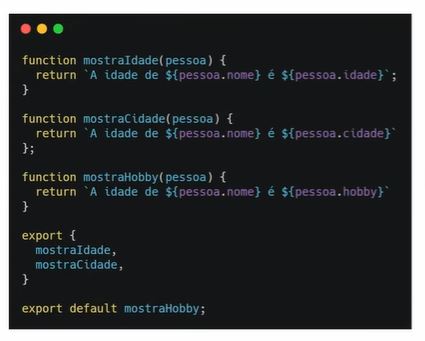 function mostraIdade(pessoa) {
  return `A idade de ${pessoa.nome} é ${pessoa.idade}`;
}
function mostraCidade(pessoa) {
  return `A idade de ${pessoa.nome} é ${pessoa.cidade}`
};
function mostraHobby(pessoa) {
  return `A idade de ${pessoa.nome} é ${pessoa.hobby}`
}
export {
  mostraIdade,
  mostraCidade,
}
export default mostraHobby;